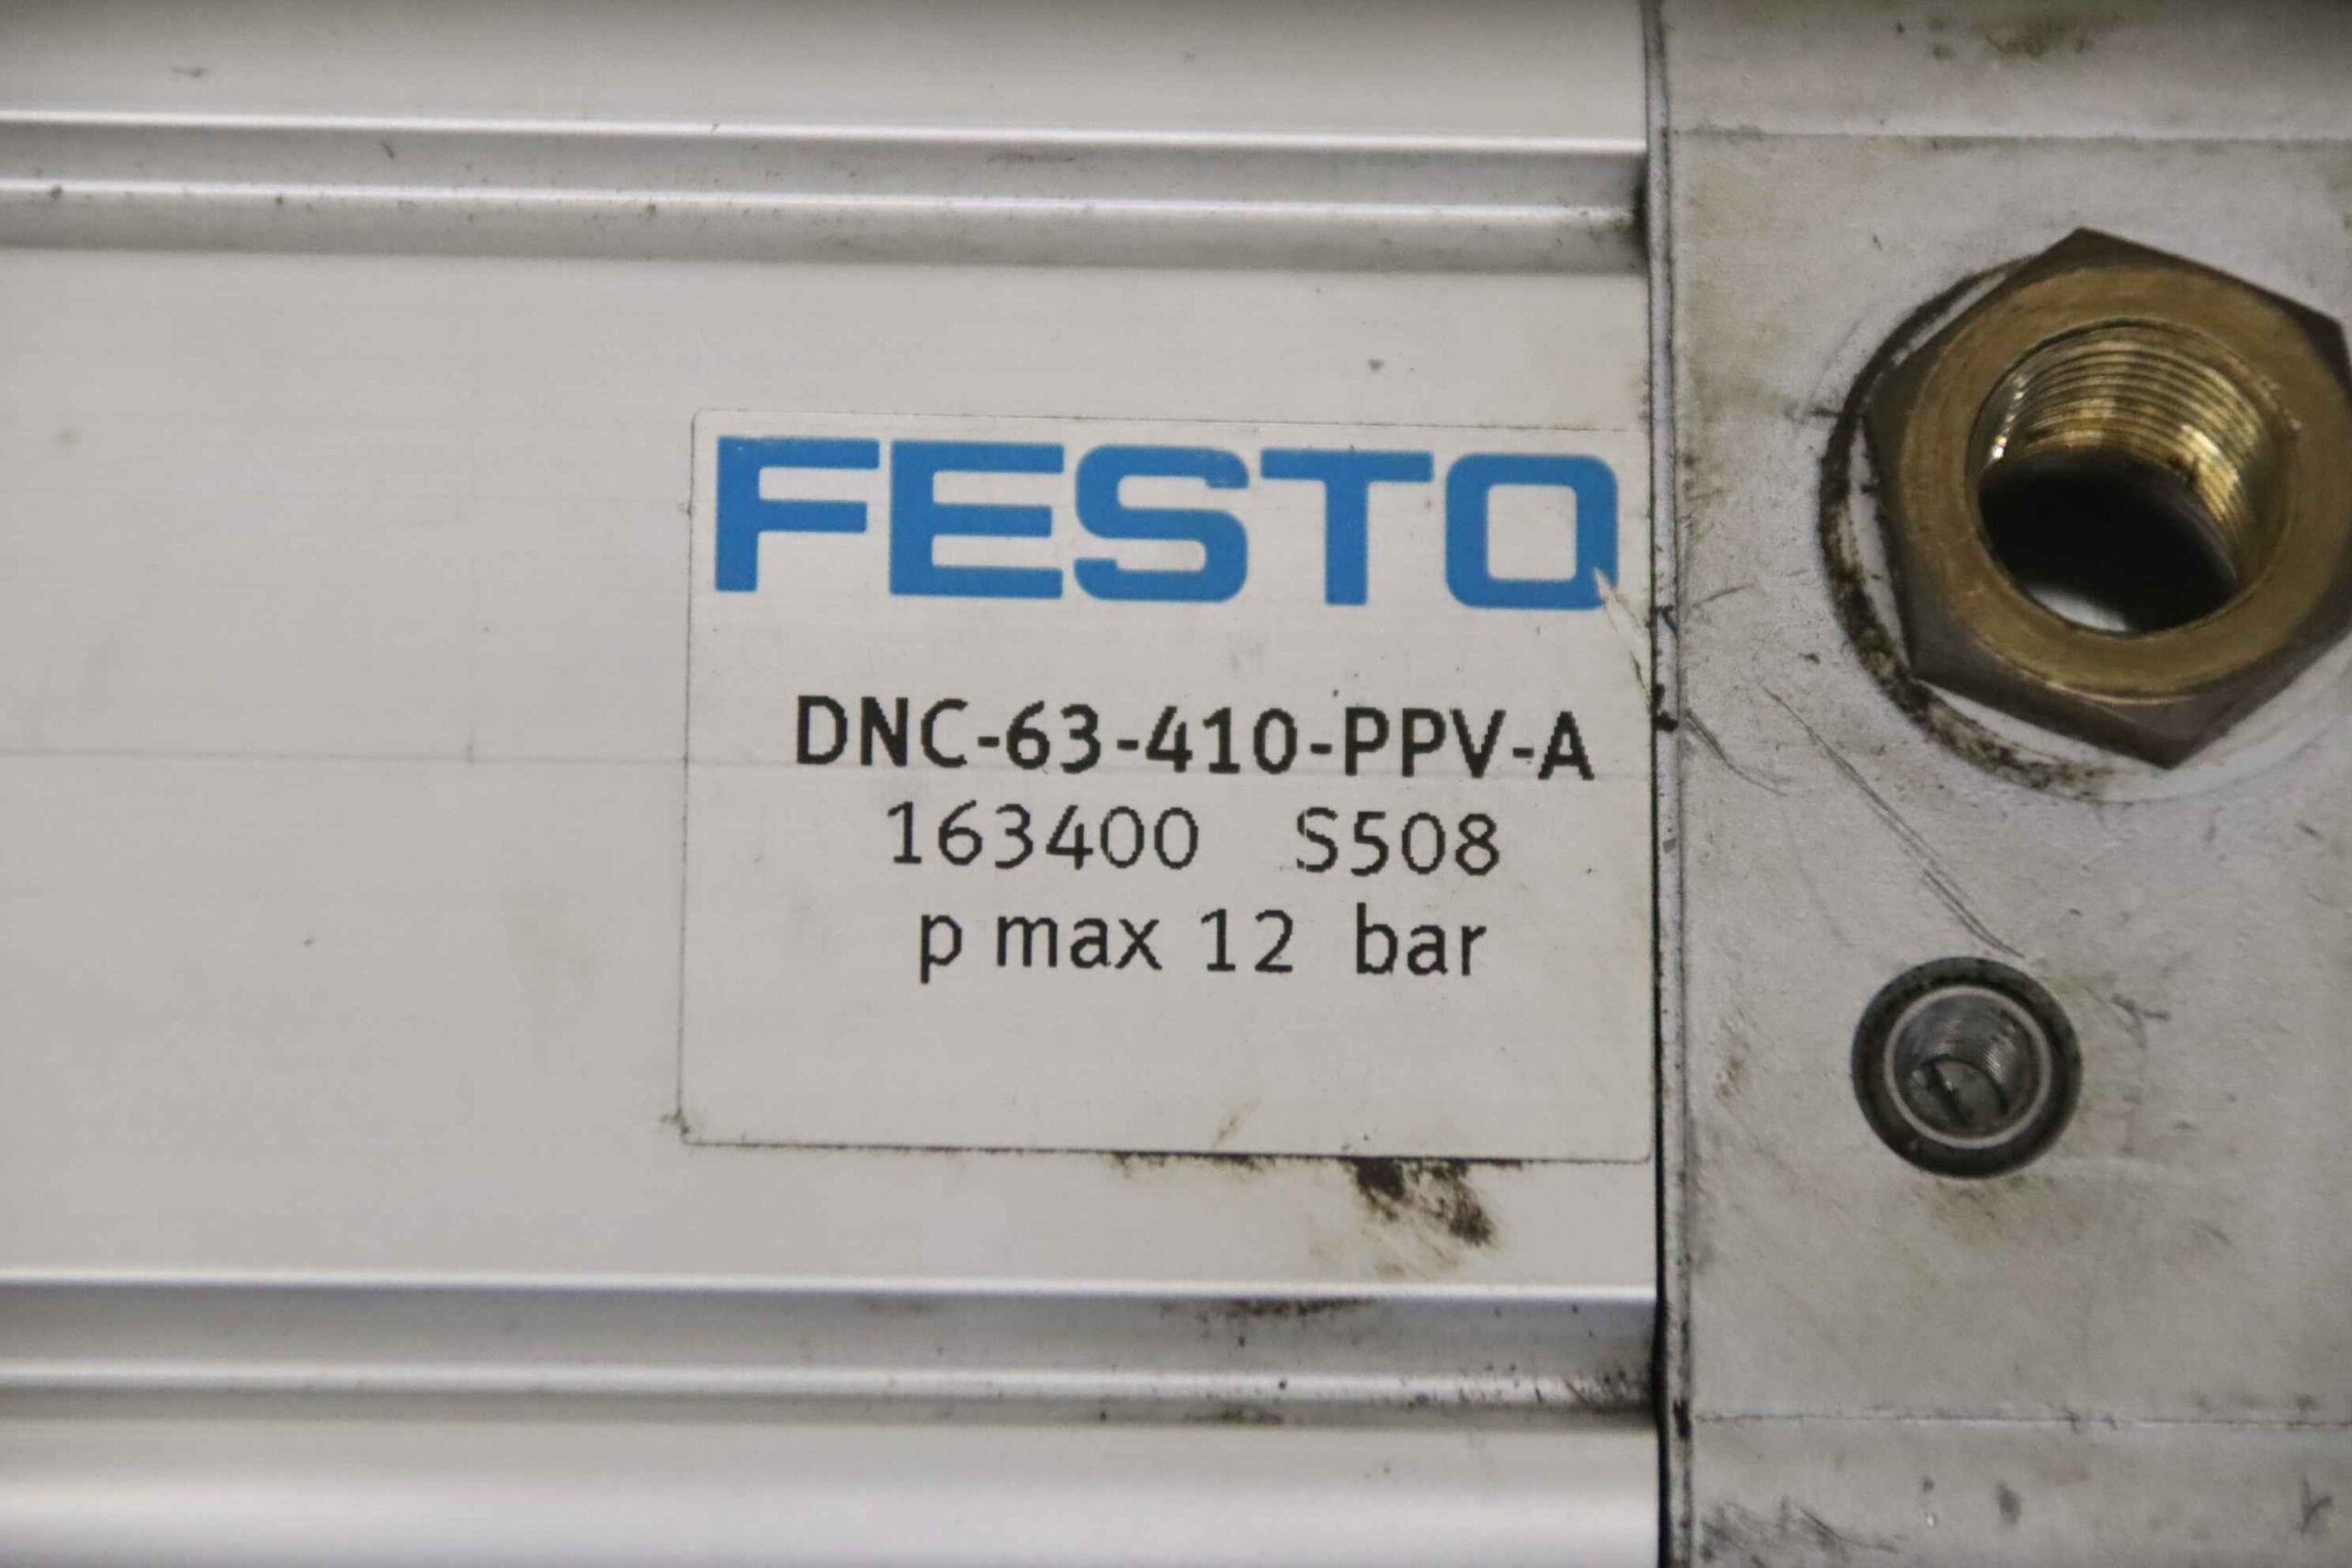 FESTO
DNC-63-410-PPV-A
163400 S508
p max 12 bar